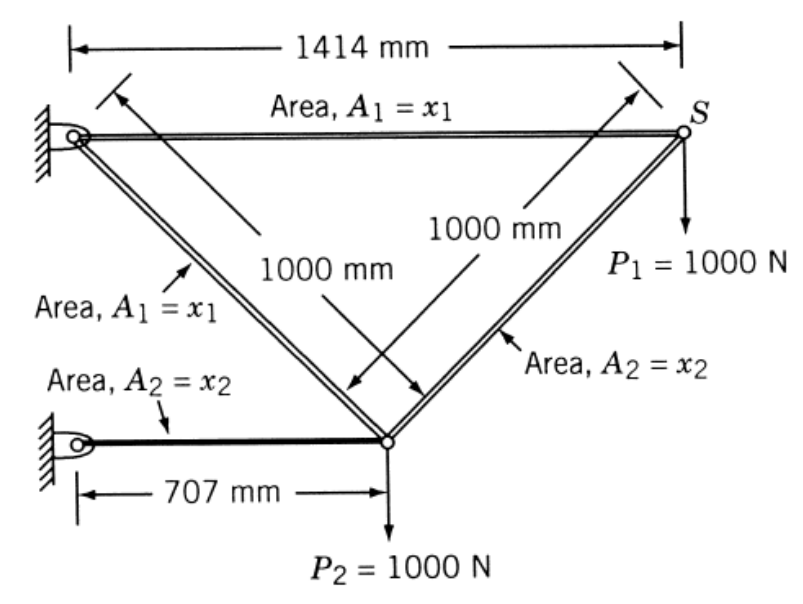 1414 mm
Area, A₁ = x₁
S
1000 mm
P₁ = 1000 N
1000 mm
Area, A₁ = x₁
Area, A₂ = x₂
Area, A₂ = x₂
707 mm
P₂ = 1000 N